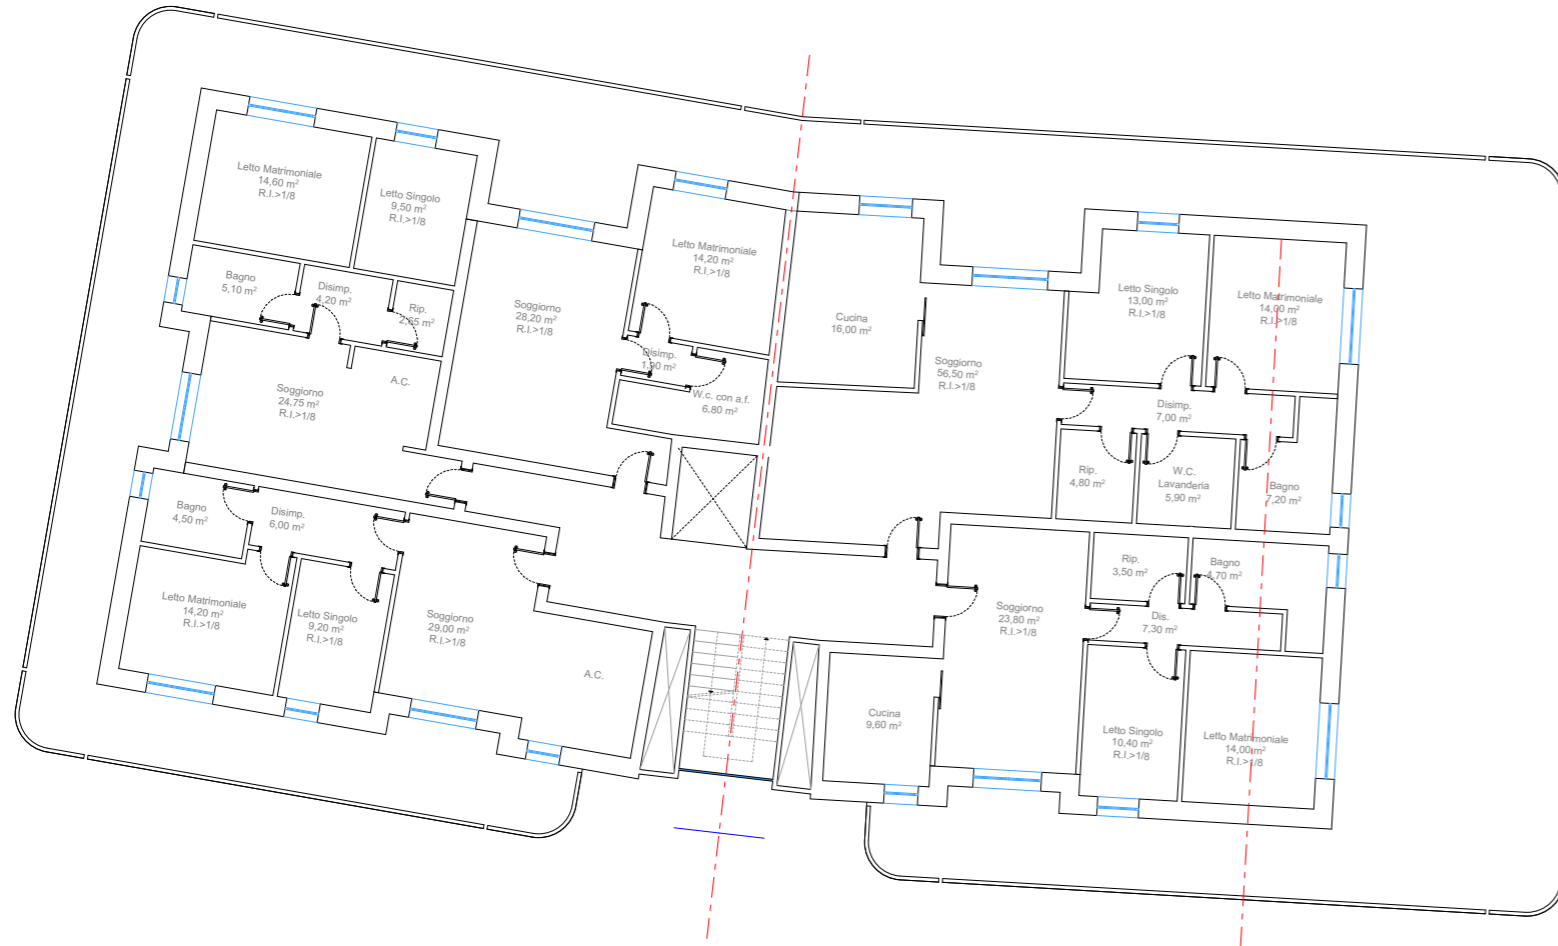 Letto Matrimoniale
14,60 m²
R.I.>1/8
Letto Singolo
9,50 m²
R.I.>1/8
Bagno
5,10 m²
Disimp.
4,20 m²
Rip.
2,65 m²
Soggiorno
24,75 m²
R.I.>1/8
A.C.
Soggiorno
28,20 m²
R.I.>1/8
Letto Matrimoniale
14,20 m²
R.I.>1/8
Disimp.
1,90 m²
W.c. con a.f.
6.80 m²
Cucina
16,00 m²
Soggiorno
56,50 m²
R.I.>1/8
Letto Singolo
13,00 m²
R.I.>1/8
Letto Matrimoniale
14,00 m²
R.I.>1/8
Disimp.
7,00 m²
Rip.
4,80 m²
W.C.
Lavanderia
5,90 m²
Bagno
7,20 m²
Bagno
4,50 m²
Disimp.
6,00 m²
Letto Matrimoniale
14,20 m²
R.I.>1/8
Letto Singolo
9,20 m²
R.I.>1/8
Soggiorno
29,00 m²
R.I.>1/8
A.C.
Soggiorno
23,80 m²
R.I.>1/8
Rip.
3,50 m²
Bagno
4,70 m²
Dis.
7,30 m²
Cucina
9,60 m²
Letto Singolo
10,40 m²
R.I.>1/8
Letto Matrimoniale
14,00 m²
R.I.>1/8